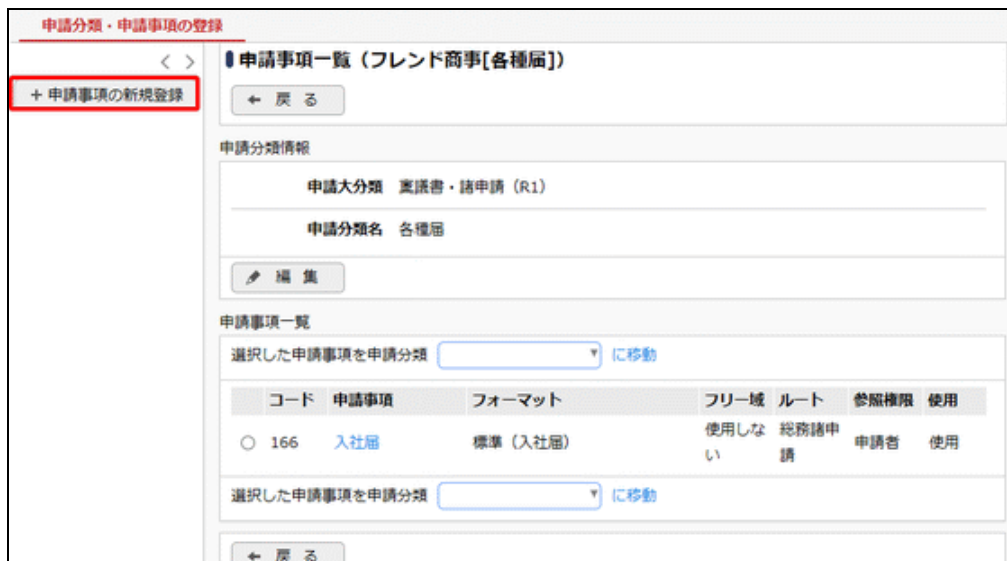 申請分類・申請事項の登録
< >
+ 申請事項の新規登録
申請事項一覧（フレンド商事[各種届]）
← 戻 る
申請分類情報
申請大分類 稟議書・諸申請（R1）
申請分類名 各種届
編 集
申請事項一覧
選択した申請事項を申請分類 に移動
コード 申請事項 フォーマット フリー域 ルート 参照権限 使用
166 入社届 標準（入社届） 使用しない 総務諸申請 申請者 使用
選択した申請事項を申請分類 に移動
← 戻 る